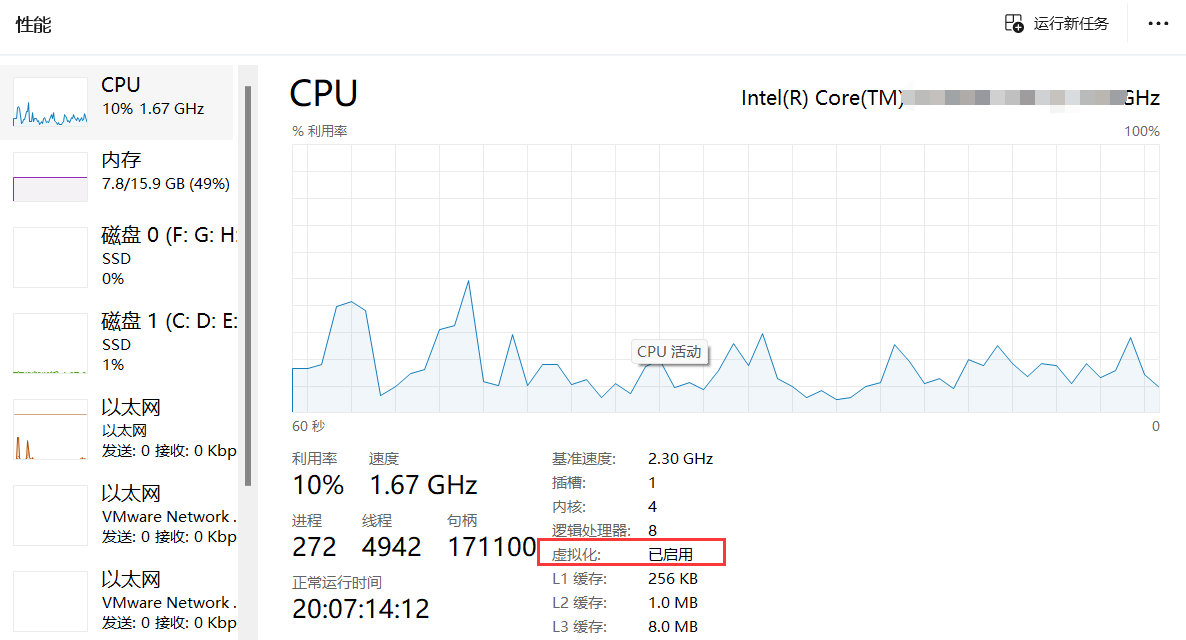 性能
运行新任务
CPU
10% 1.67 GHz
内存
7.8/15.9 GB (49%)
磁盘 0 (F: G: H:
SSD
0%
磁盘 1 (C: D: E:
SSD
1%
以太网
以太网
发送: 0 接收: 0 Kbp
以太网
VMware Network .
发送: 0 接收: 0 Kbp
以太网
VMware Network .
发送: 0 接收: 0 Kbp
CPU
Intel(R) Core(TM) GHz
% 利用率
100%
CPU 活动
60 秒
0
利用率
10%
速度
1.67 GHz
进程
272
线程
4942
句柄
171100
正常运行时间
20:07:14:12
基准速度: 2.30 GHz
插槽: 1
内核: 4
逻辑处理器: 8
虚拟化: 已启用
L1 缓存: 256 KB
L2 缓存: 1.0 MB
L3 缓存: 8.0 MB